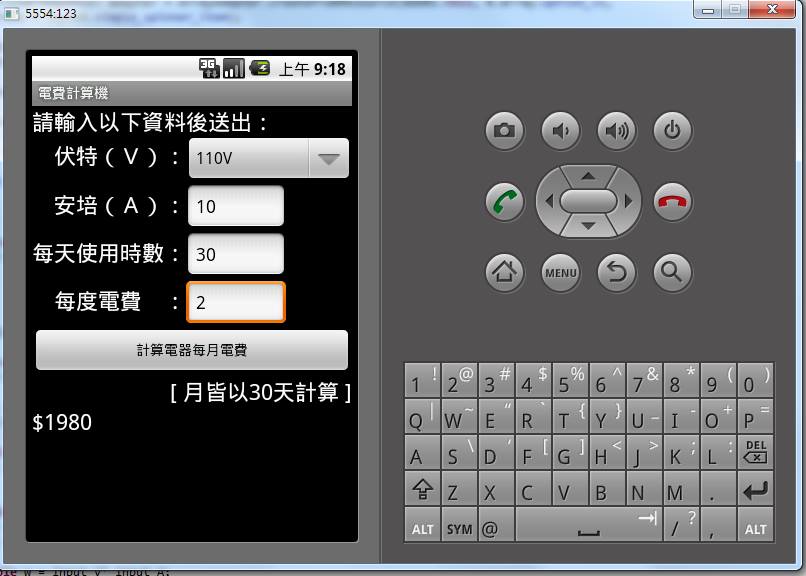 5554:123
3G
上午 9:18
電費計算機
請輸入以下資料後送出：
伏特（V）： 110V
安培（A）： 10
每天使用時數： 30
每度電費　： 2
計算電器每月電費
[ 月皆以30天計算 ]
$1980
MENU
1 ! 2 @ 3 # 4 $ 5 % 6 ^ 7 & 8 * 9 ( 0 )
Q | W ~ E “ R ` T { Y } U _ I - O + P =
A S \ D ‘ F [ G ] H < J > K ; L : DEL
Z X C V B N M .
ALT SYM @ / ? , ALT